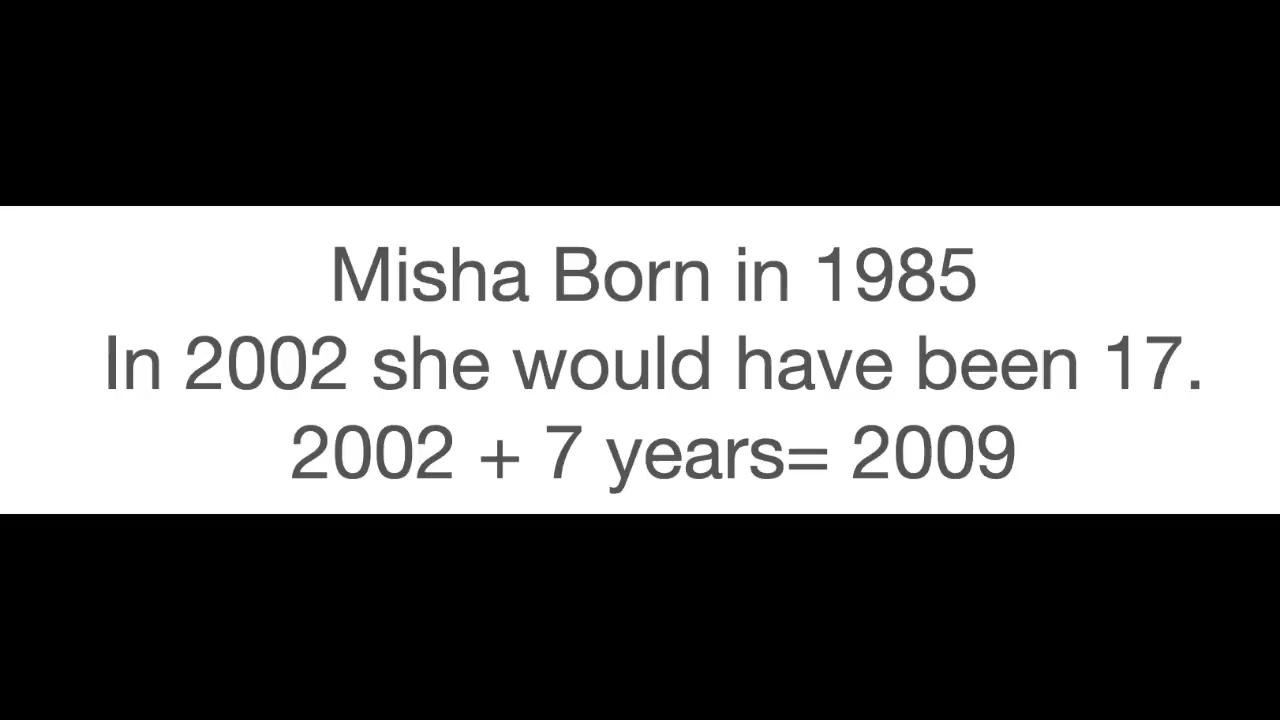 Misha Born in 1985
In 2002 she would have been 17.
2002 + 7 years= 2009